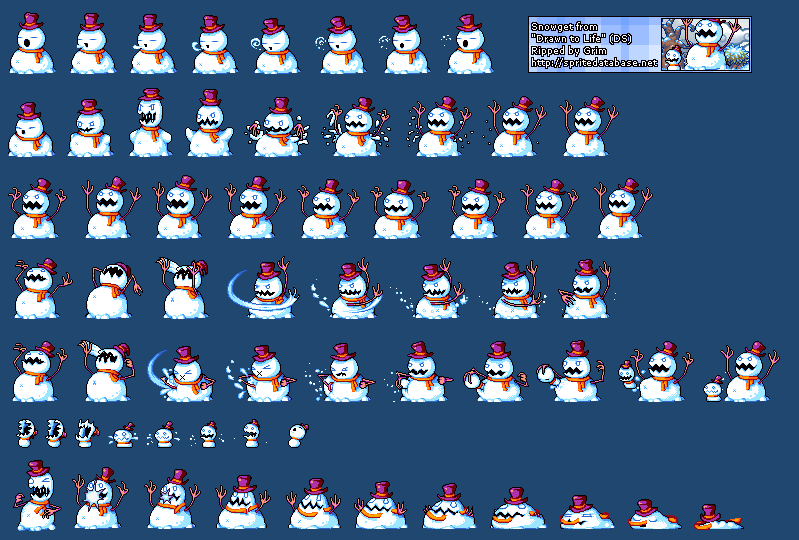 Snowget from
"Drawn to Life" (DS)
Ripped by Grim
http://spritedatabase.net